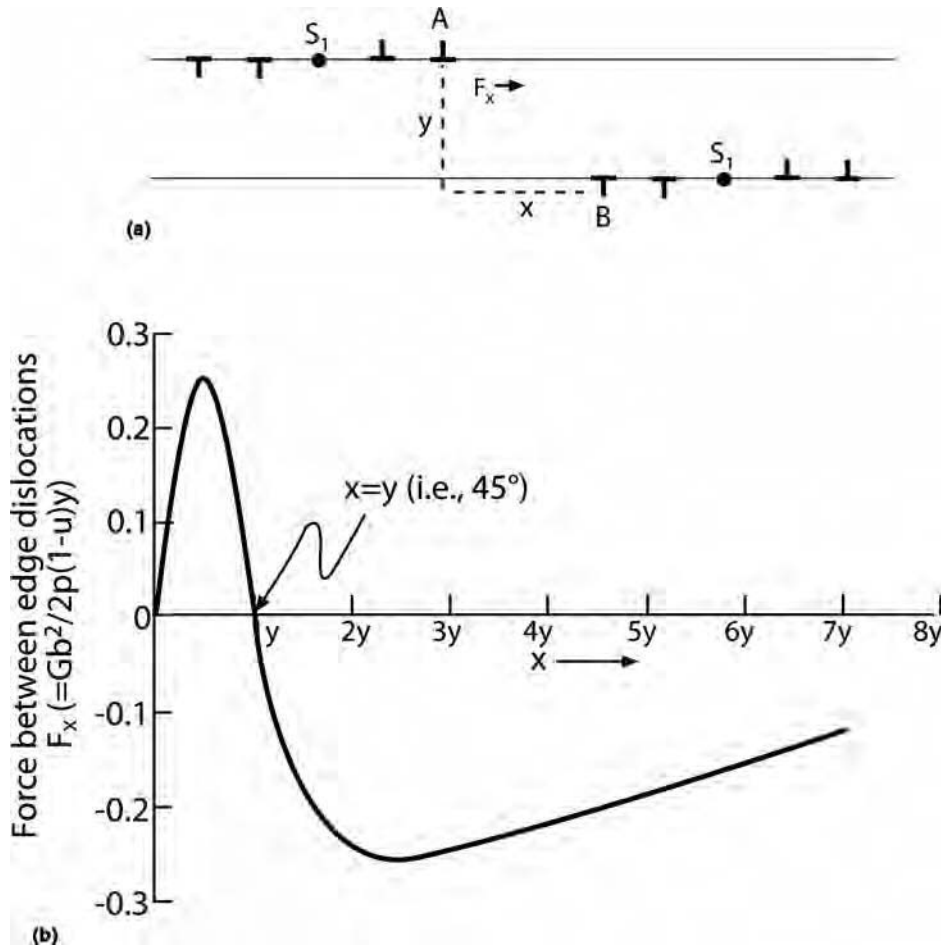 A
S1
Fx
y
S1
x
B
(a)
Force between edge dislocations
Fx (=Gb²/2p(1-u)y)
0.3
0.2
0.1
0
-0.1
-0.2
-0.3
x=y (i.e., 45°)
y 2y 3y 4y 5y 6y 7y 8y
x
(b)